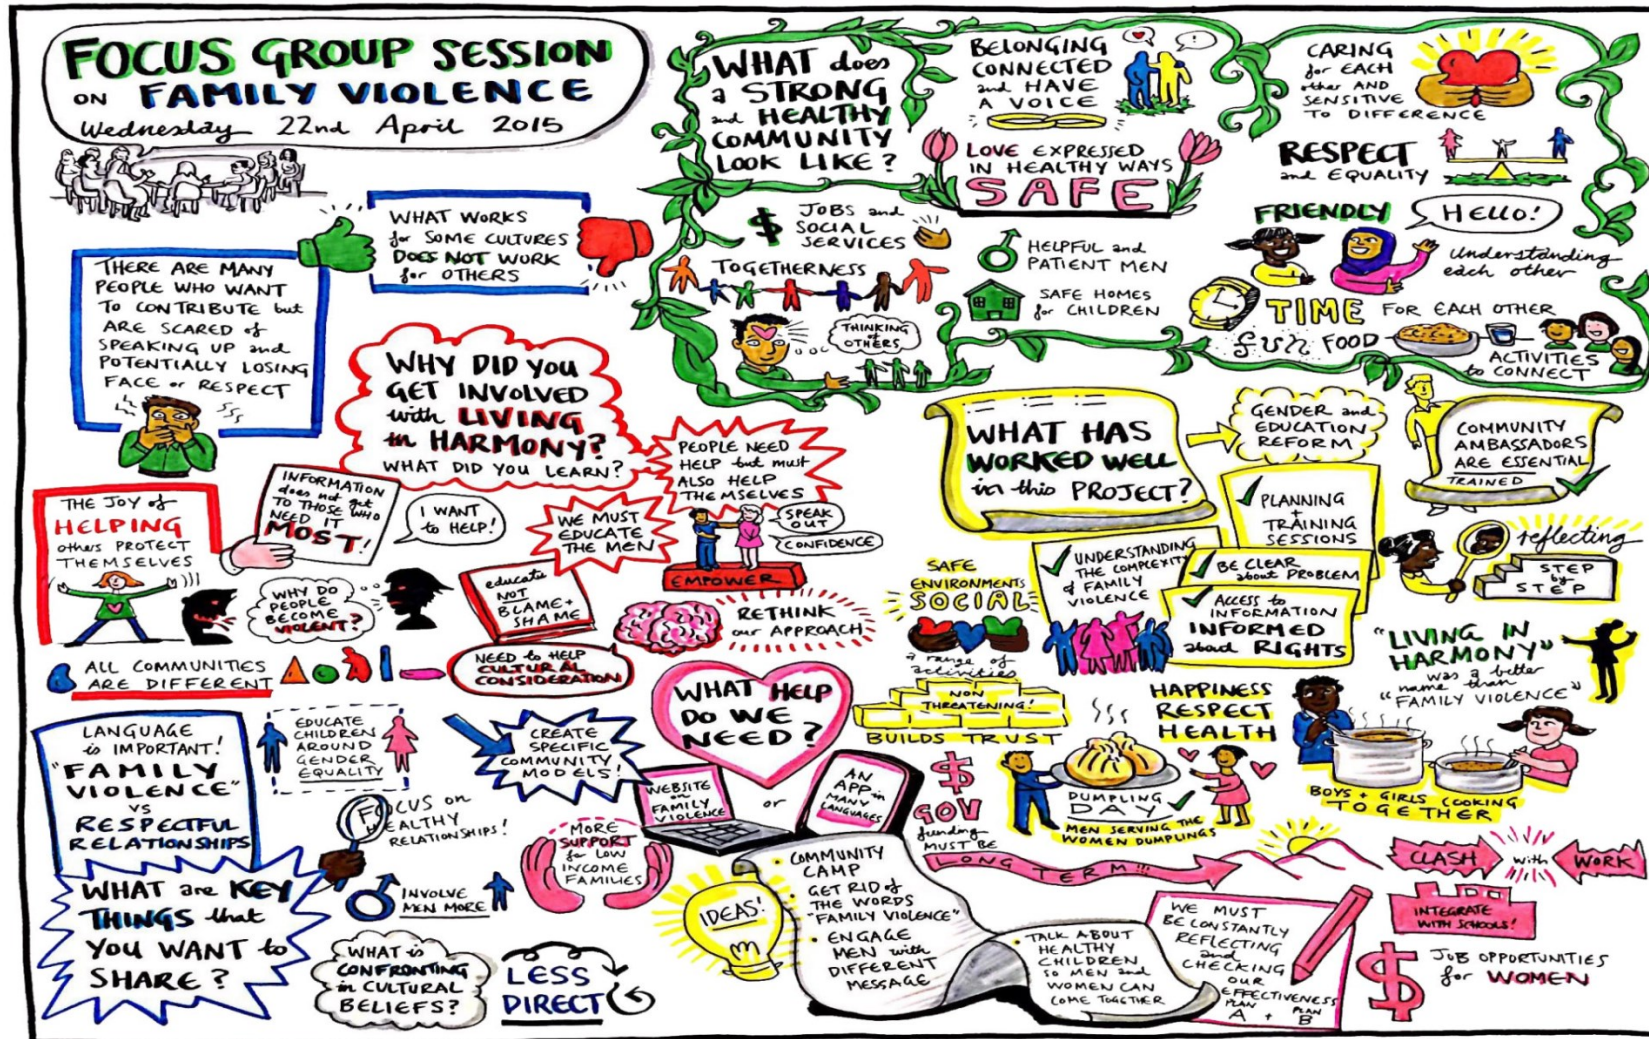 FOCUS GROUP SESSION
ON FAMILY VIOLENCE
Wednesday 22nd April 2015
WHAT WORKS
for SOME CULTURES
DOES NOT WORK
for OTHERS
THERE ARE MANY
PEOPLE WHO WANT
TO CONTRIBUTE but
ARE SCARED of
SPEAKING UP and
POTENTIALLY LOSING
FACE or RESPECT
WHAT does
a STRONG
and HEALTHY
COMMUNITY
LOOK LIKE?
BELONGING
CONNECTED
and HAVE
A VOICE
!
LOVE EXPRESSED
IN HEALTHY WAYS
SAFE
CARING
for EACH
other AND
SENSITIVE
TO DIFFERENCE
RESPECT
and EQUALITY
FRIENDLY
HELLO!
Understanding
each other
$ JOBS and
SOCIAL
SERVICES
TOGETHERNESS
THINKING
of
OTHERS
HELPFUL and
PATIENT MEN
SAFE HOMES
for CHILDREN
TIME FOR EACH OTHER
fun FOOD
ACTIVITIES
to CONNECT
WHY DID YOU
GET INVOLVED
with LIVING
in HARMONY?
WHAT DID YOU LEARN?
PEOPLE NEED
HELP but must
ALSO HELP
THEMSELVES
SPEAK
OUT
CONFIDENCE
EMPOWER
THE JOY of
HELPING
others PROTECT
THEMSELVES
INFORMATION
does not get
TO THOSE WHO
NEED IT
MOST!
I WANT
to HELP!
WE MUST
EDUCATE
THE MEN
WHY DO
PEOPLE
BECOME
VIOLENT?
educate
NOT
BLAME +
SHAME
RETHINK
our APPROACH
NEED to HELP
CULTURAL
CONSIDERATION
ALL COMMUNITIES
ARE DIFFERENT
WHAT HAS
WORKED WELL
in this PROJECT?
GENDER and
EDUCATION
REFORM
COMMUNITY
AMBASSADORS
ARE ESSENTIAL
TRAINED
PLANNING
+
TRAINING
SESSIONS
UNDERSTANDING
THE COMPLEXITY
of FAMILY
VIOLENCE
BE CLEAR
about PROBLEM
ACCESS to
INFORMATION
INFORMED
about RIGHTS
reflecting
STEP
by
STEP
SAFE
ENVIRONMENTS
SOCIAL
a range of
activities
NON
THREATENING!
BUILDS TRUST
"LIVING IN
HARMONY"
was a better
name than
"FAMILY VIOLENCE"
HAPPINESS
RESPECT
HEALTH
DUMPLING
DAY
MEN SERVING THE
WOMEN DUMPLINGS
BOYS + GIRLS COOKING
TOGETHER
LANGUAGE
is IMPORTANT!
"FAMILY
VIOLENCE"
vs
RESPECTFUL
RELATIONSHIPS
EDUCATE
CHILDREN
AROUND
GENDER
EQUALITY
CREATE
SPECIFIC
COMMUNITY
MODELS!
FOCUS on
HEALTHY
RELATIONSHIPS!
INVOLVE
MEN MORE
WHAT are KEY
THINGS that
YOU WANT to
SHARE?
WHAT is
CONFRONTING
in CULTURAL
BELIEFS?
LESS
DIRECT
WHAT HELP
DO WE
NEED?
WEBSITE
on
FAMILY
VIOLENCE
or
AN
APP in
MANY
LANGUAGES
MORE
SUPPORT
for LOW
INCOME
FAMILIES
$
GOV
funding
MUST BE
LONG TERM!!!
IDEAS!
• COMMUNITY
CAMP
• GET RID of
THE WORDS
"FAMILY VIOLENCE"
• ENGAGE
MEN with
DIFFERENT
MESSAGE
• TALK ABOUT
HEALTHY
CHILDREN
SO MEN and
WOMEN CAN
COME TOGETHER
WE MUST
BE CONSTANTLY
REFLECTING
and
CHECKING
OUR
EFFECTIVENESS
PLAN A + PLAN B
CLASH with WORK
INTEGRATE
WITH SCHOOLS!
$ JOB OPPORTUNITIES
for WOMEN